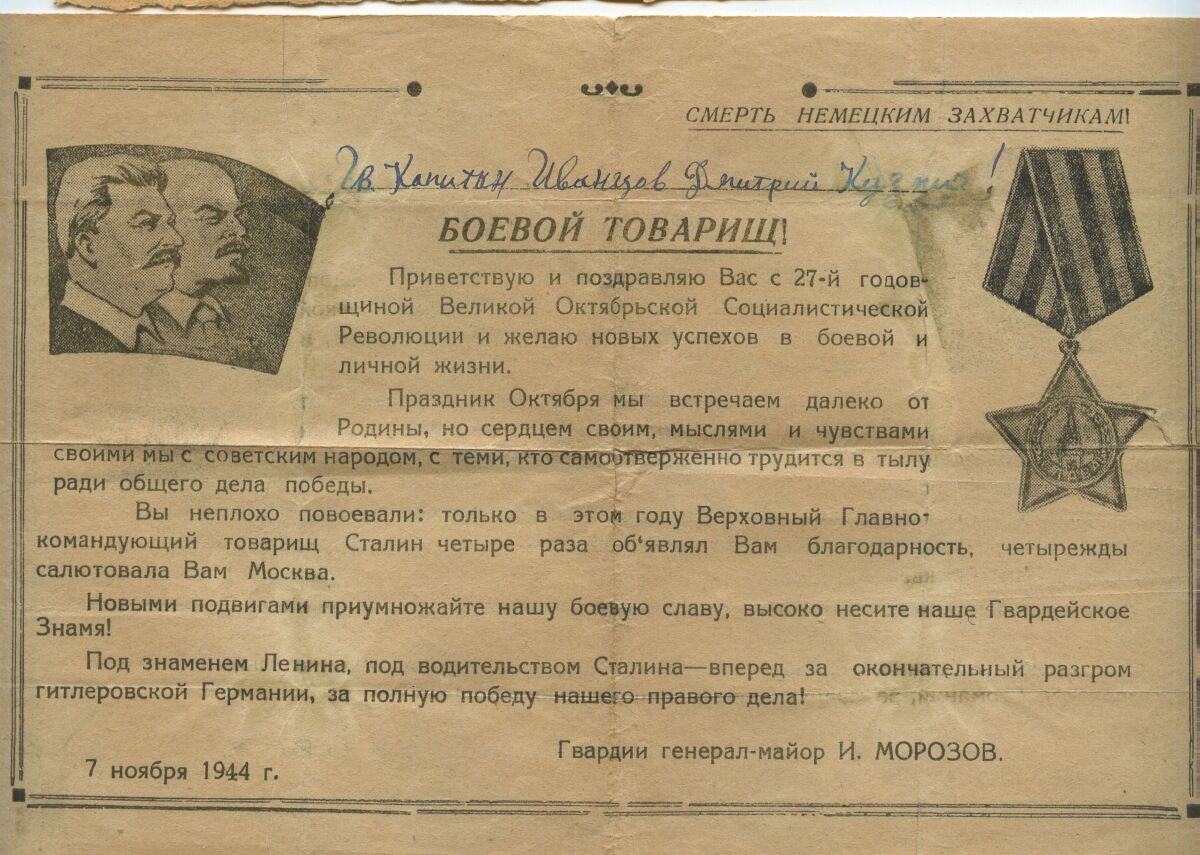 СМЕРТЬ НЕМЕЦКИМ ЗАХВАТЧИКАМ!
Гв. Капитан Иванцов Дмитрий !
БОЕВОЙ ТОВАРИЩ!
Приветствую и поздравляю Вас с 27-й годов-
щиной Великой Октябрьской Социалистической
Революции и желаю новых успехов в боевой и
личной жизни.
Праздник Октября мы встречаем далеко от
Родины, но сердцем своим, мыслями и чувствами
своими мы с советским народом, с теми, кто самоотверженно трудится в тылу
ради общего дела победы.
Вы неплохо повоевали: только в этом году Верховный Главно-
командующий товарищ Сталин четыре раза об‘являл Вам благодарность, четырежды
салютовала Вам Москва.
Новыми подвигами приумножайте нашу боевую славу, высоко несите наше Гвардейское
Знамя!
Под знаменем Ленина, под водительством Сталина—вперед за окончательный разгром
гитлеровской Германии, за полную победу нашего правого дела!
Гвардии генерал-майор И. МОРОЗОВ.
7 ноября 1944 г.